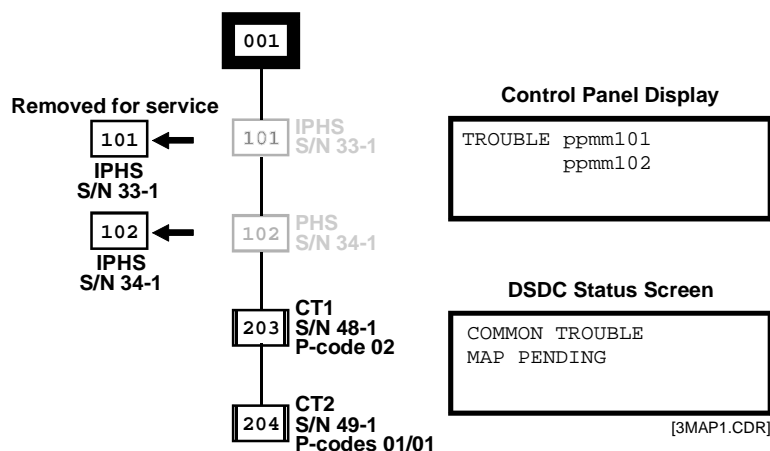 001
Removed for service
101
IPHS
S/N 33-1
101
IPHS
S/N 33-1
102
IPHS
S/N 34-1
102
PHS
S/N 34-1
203
CT1
S/N 48-1
P-code 02
204
CT2
S/N 49-1
P-codes 01/01
Control Panel Display
TROUBLE ppmm101
ppmm102
DSDC Status Screen
COMMON TROUBLE
MAP PENDING
[3MAP1.CDR]